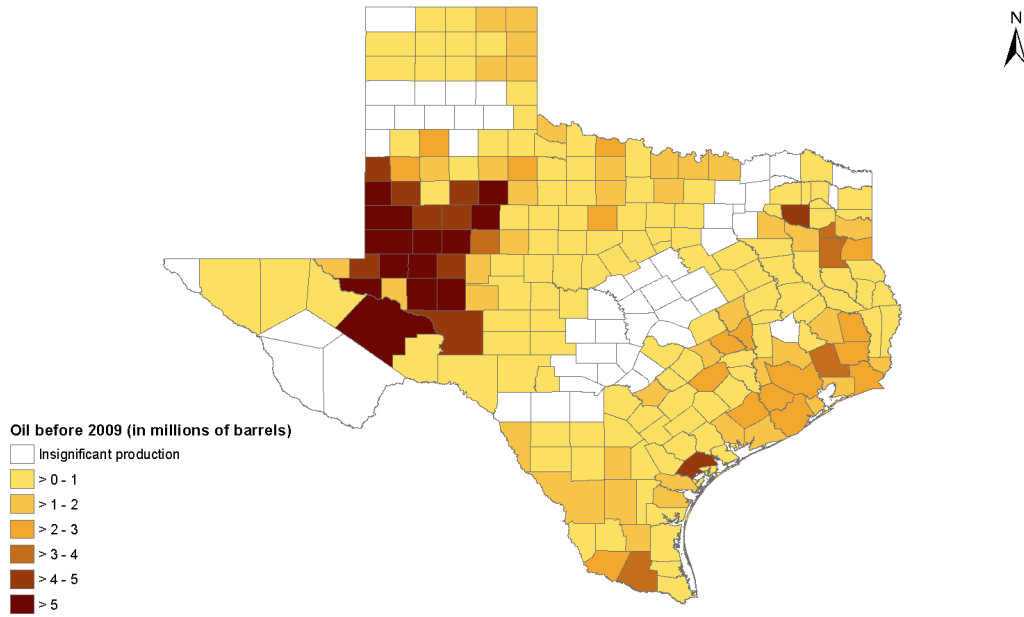 N
Oil before 2009 (in millions of barrels)
Insignificant production
> 0 - 1
> 1 - 2
> 2 - 3
> 3 - 4
> 4 - 5
> 5